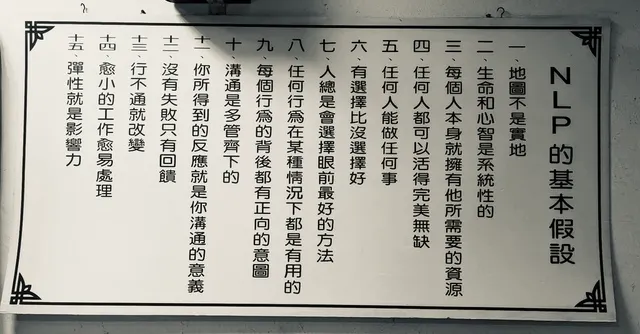 NLP的基本假設
一、地圖不是實地
二、生命和心智是系統性的
三、每個人本身就擁有他所需要的資源
四、任何人都可以活得完美無缺
五、任何人能做任何事
六、有選擇比沒選擇好
七、人總是會選擇眼前最好的方法
八、任何行為在某種情況下都是有用的
九、每個行為的背後都有正向的意圖
十、溝通是多管齊下的
十一、你所得到的反應就是你溝通的意義
十二、沒有失敗只有回饋
十三、行不通就改變
十四、愈小的工作愈易處理
十五、彈性就是影響力